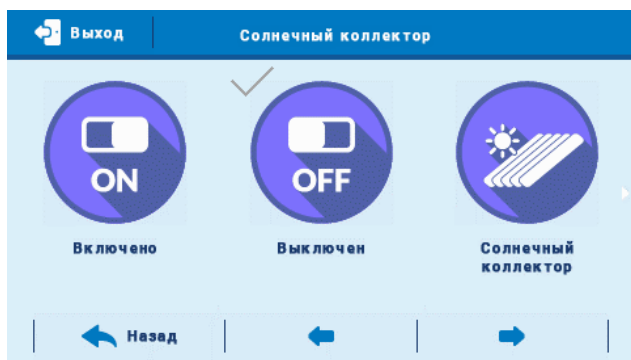 Выход
Солнечный коллектор
ON
OFF
Включено
Выключен
Солнечный
коллектор
Назад